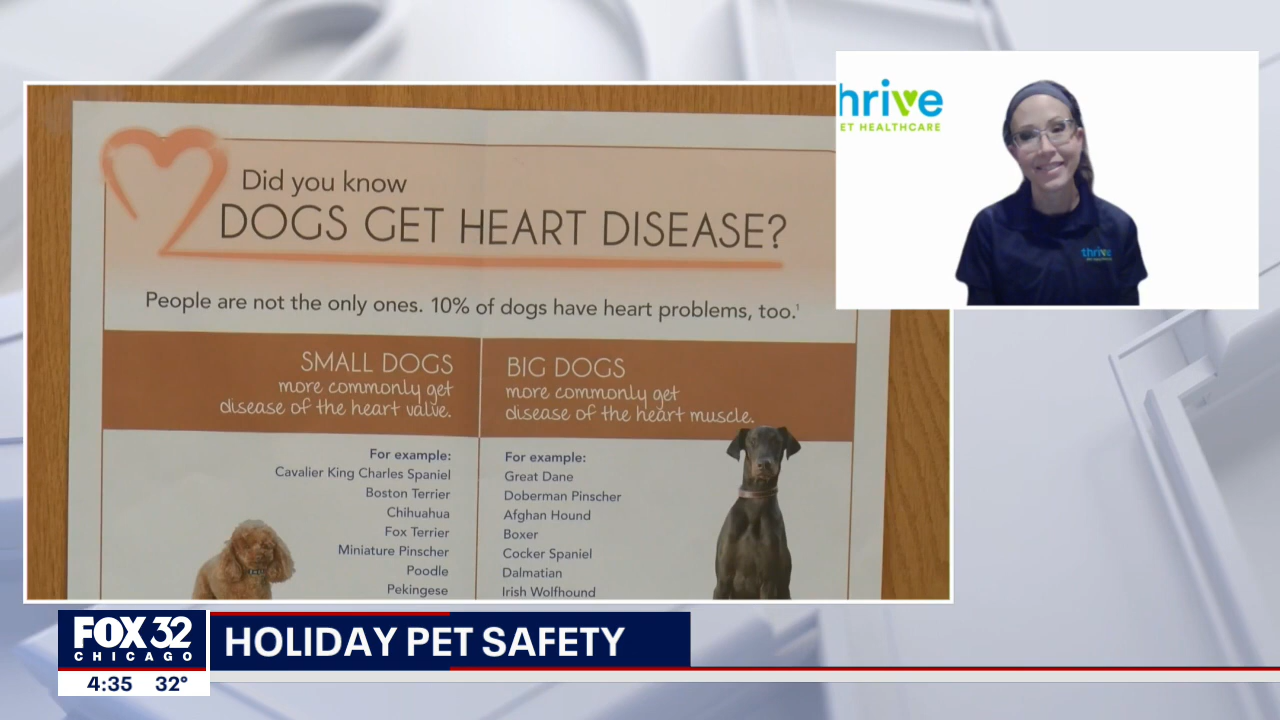 Did you know
DOGS GET HEART DISEASE?
People are not the only ones. 10% of dogs have heart problems, too.¹
SMALL DOGS
more commonly get
disease of the heart valve.
For example:
Cavalier King Charles Spaniel
Boston Terrier
Chihuahua
Fox Terrier
Miniature Pinscher
Poodle
Pekingese
BIG DOGS
more commonly get
disease of the heart muscle.
For example:
Great Dane
Doberman Pinscher
Afghan Hound
Boxer
Cocker Spaniel
Dalmatian
Irish Wolfhound
hrive
ET HEALTHCARE
thrive
FOX 32
CHICAGO
HOLIDAY PET SAFETY
4:35 32°